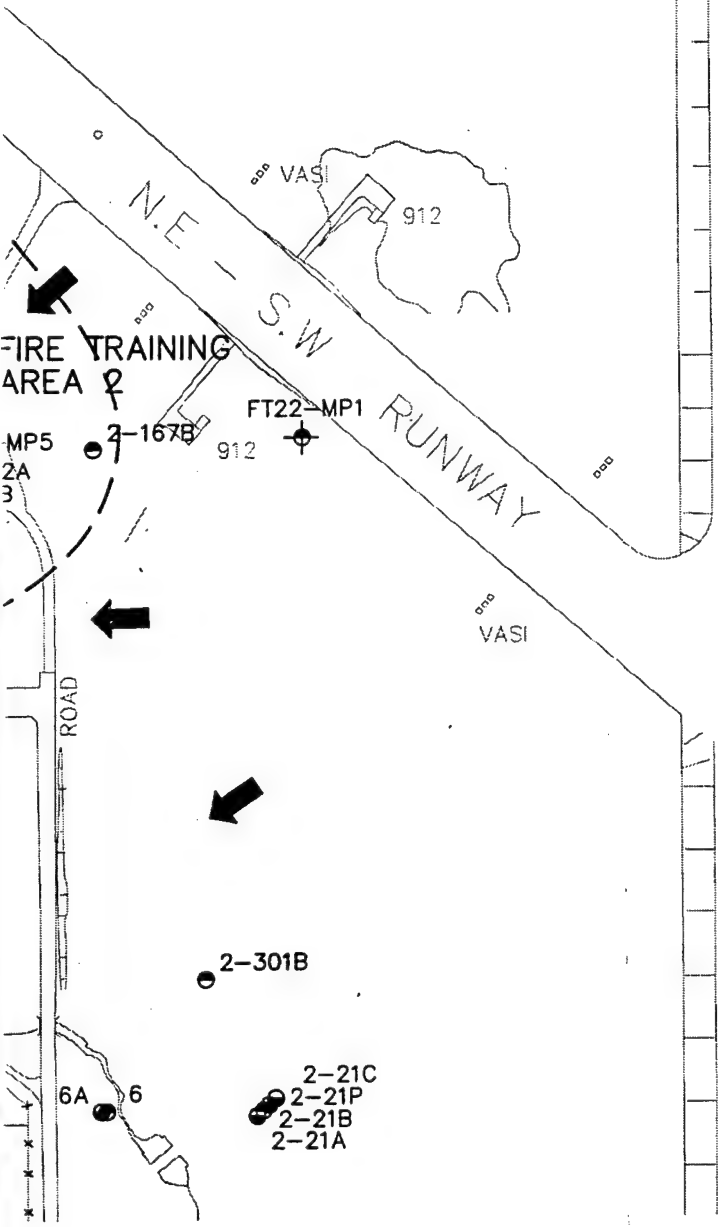 VASI
912
N.E - S.W RUNWAY
FIRE TRAINING
AREA 2
FT22-MP1
MP5
2-167B
912
2A
B
VASI
ROAD
2-301B
2-21C
6A
6
2-21P
2-21B
2-21A